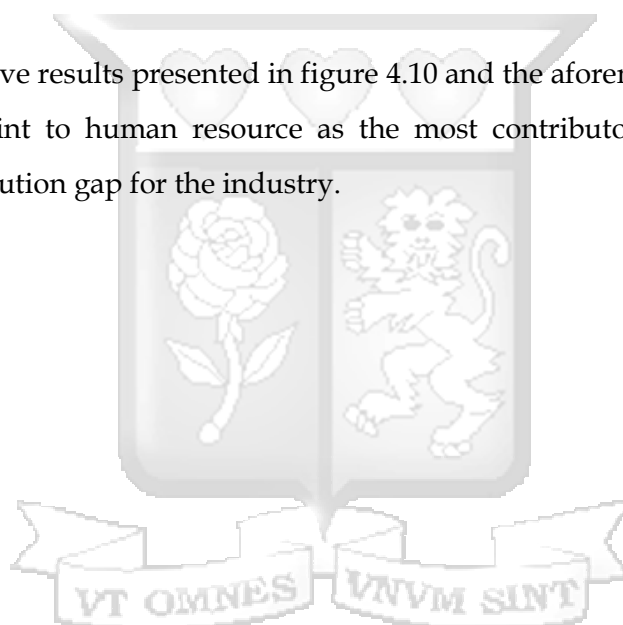 ve results presented in figure 4.10 and the aforen
int to human resource as the most contributo
ution gap for the industry.
VT OMNES VNVM SINT